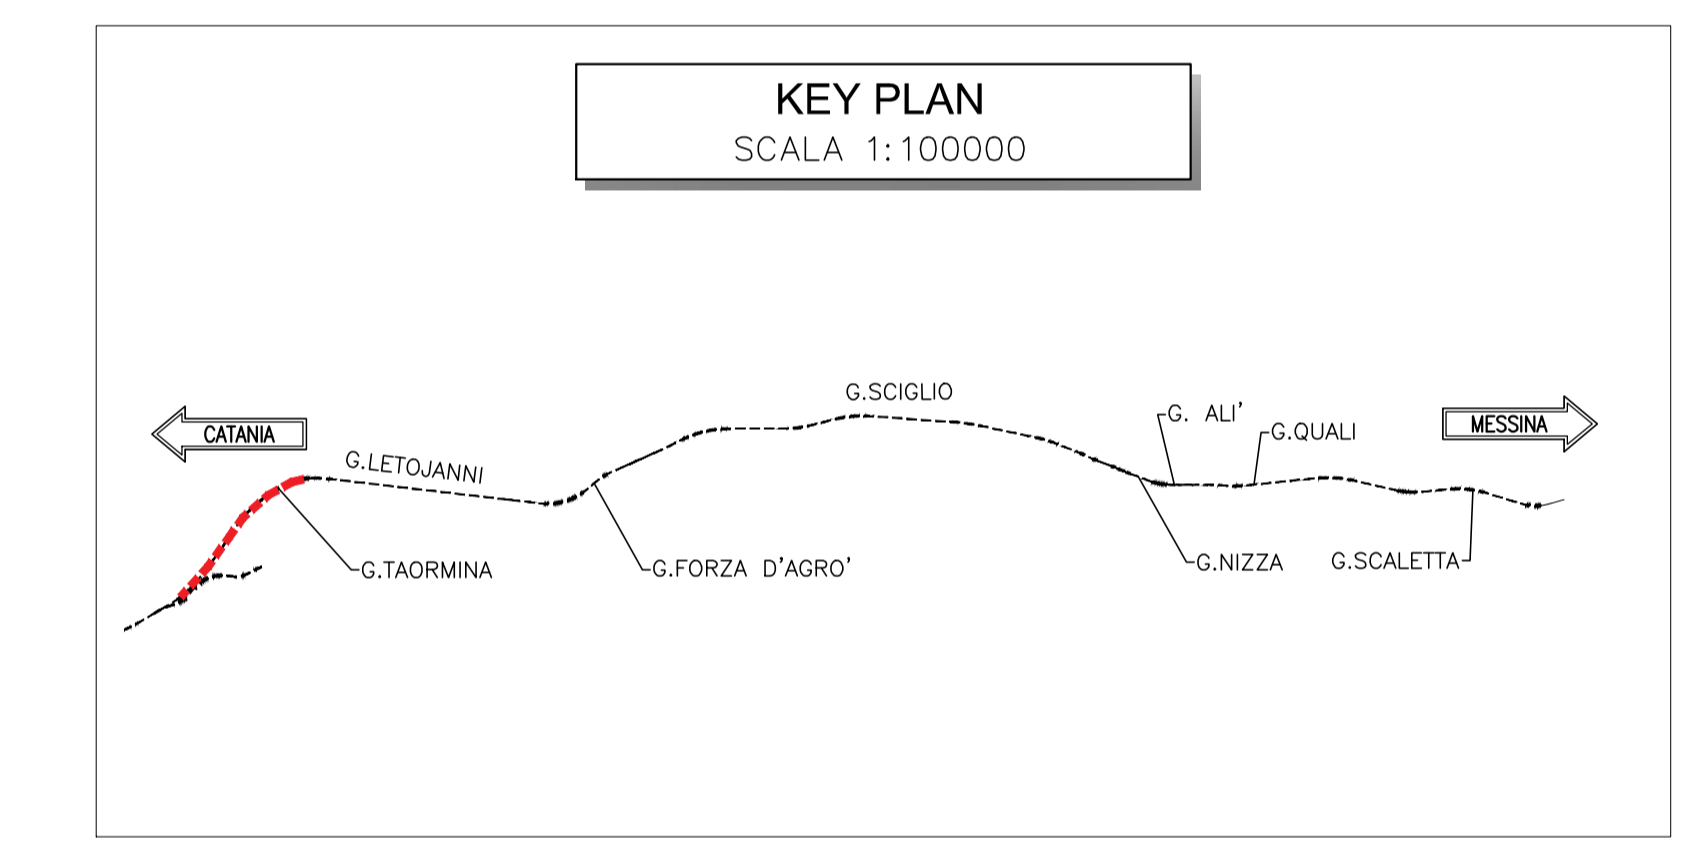 KEY PLAN
SCALA 1:100000
G.SCIGLIO
G. ALI'
G.QUALI
CATANIA
MESSINA
G.LETOJANNI
G.TAORMINA
G.FORZA D'AGRO'
G.NIZZA
G.SCALETTA